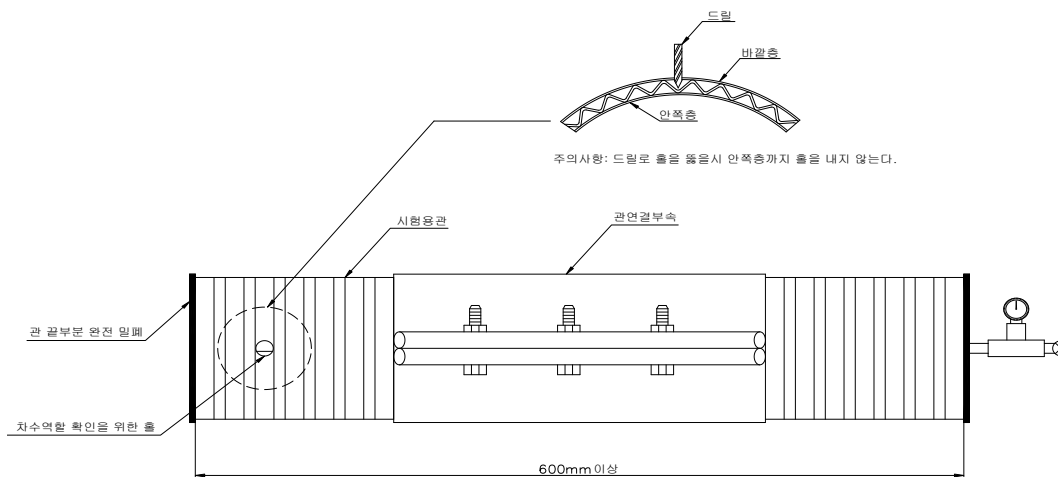 드릴
바깥층
안쪽층
주의사항: 드릴로 홀을 뚫을시 안쪽층까지 홀을 내지 않는다.
관연결부속
시험용관
관 끝부분 완전 밀폐
차수역할 확인을 위한 홀
600mm 이상